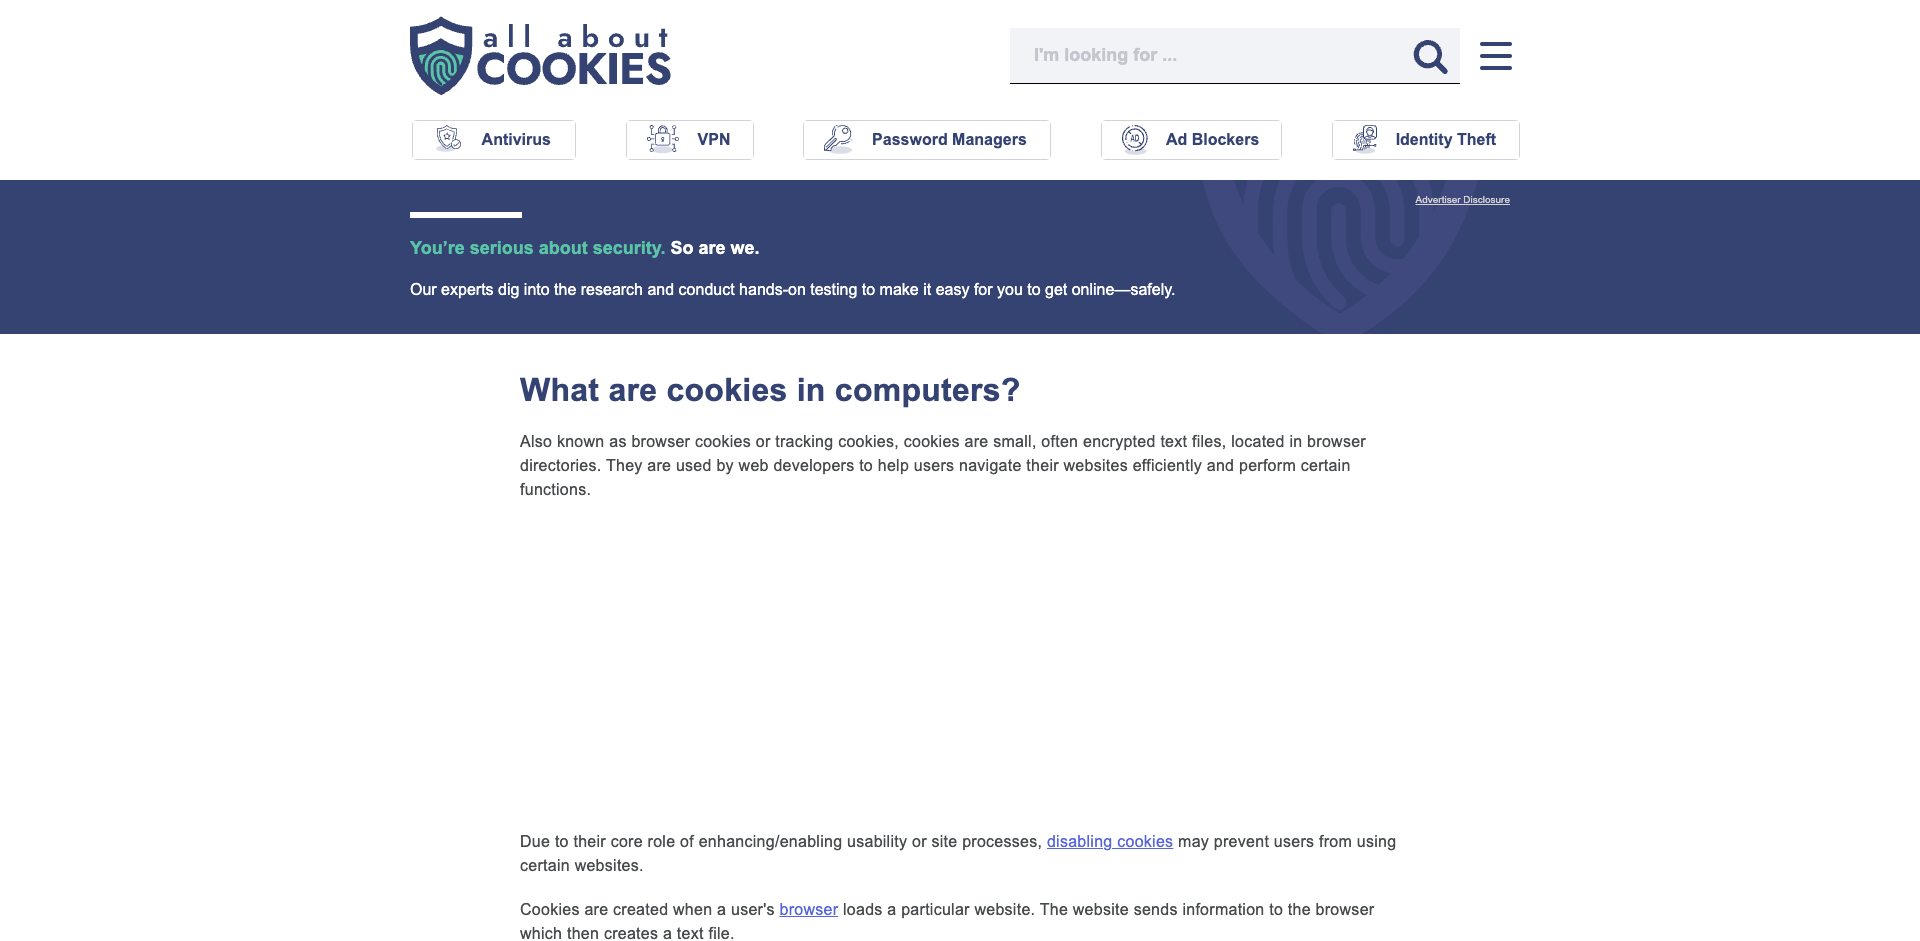 all about
COOKIES
I'm looking for ...
Antivirus
VPN
Password Managers
AD
Ad Blockers
Identity Theft
Advertiser Disclosure
You’re serious about security. So are we.
Our experts dig into the research and conduct hands-on testing to make it easy for you to get online—safely.
What are cookies in computers?
Also known as browser cookies or tracking cookies, cookies are small, often encrypted text files, located in browser
directories. They are used by web developers to help users navigate their websites efficiently and perform certain
functions.
Due to their core role of enhancing/enabling usability or site processes, disabling cookies may prevent users from using
certain websites.
Cookies are created when a user's browser loads a particular website. The website sends information to the browser
which then creates a text file.